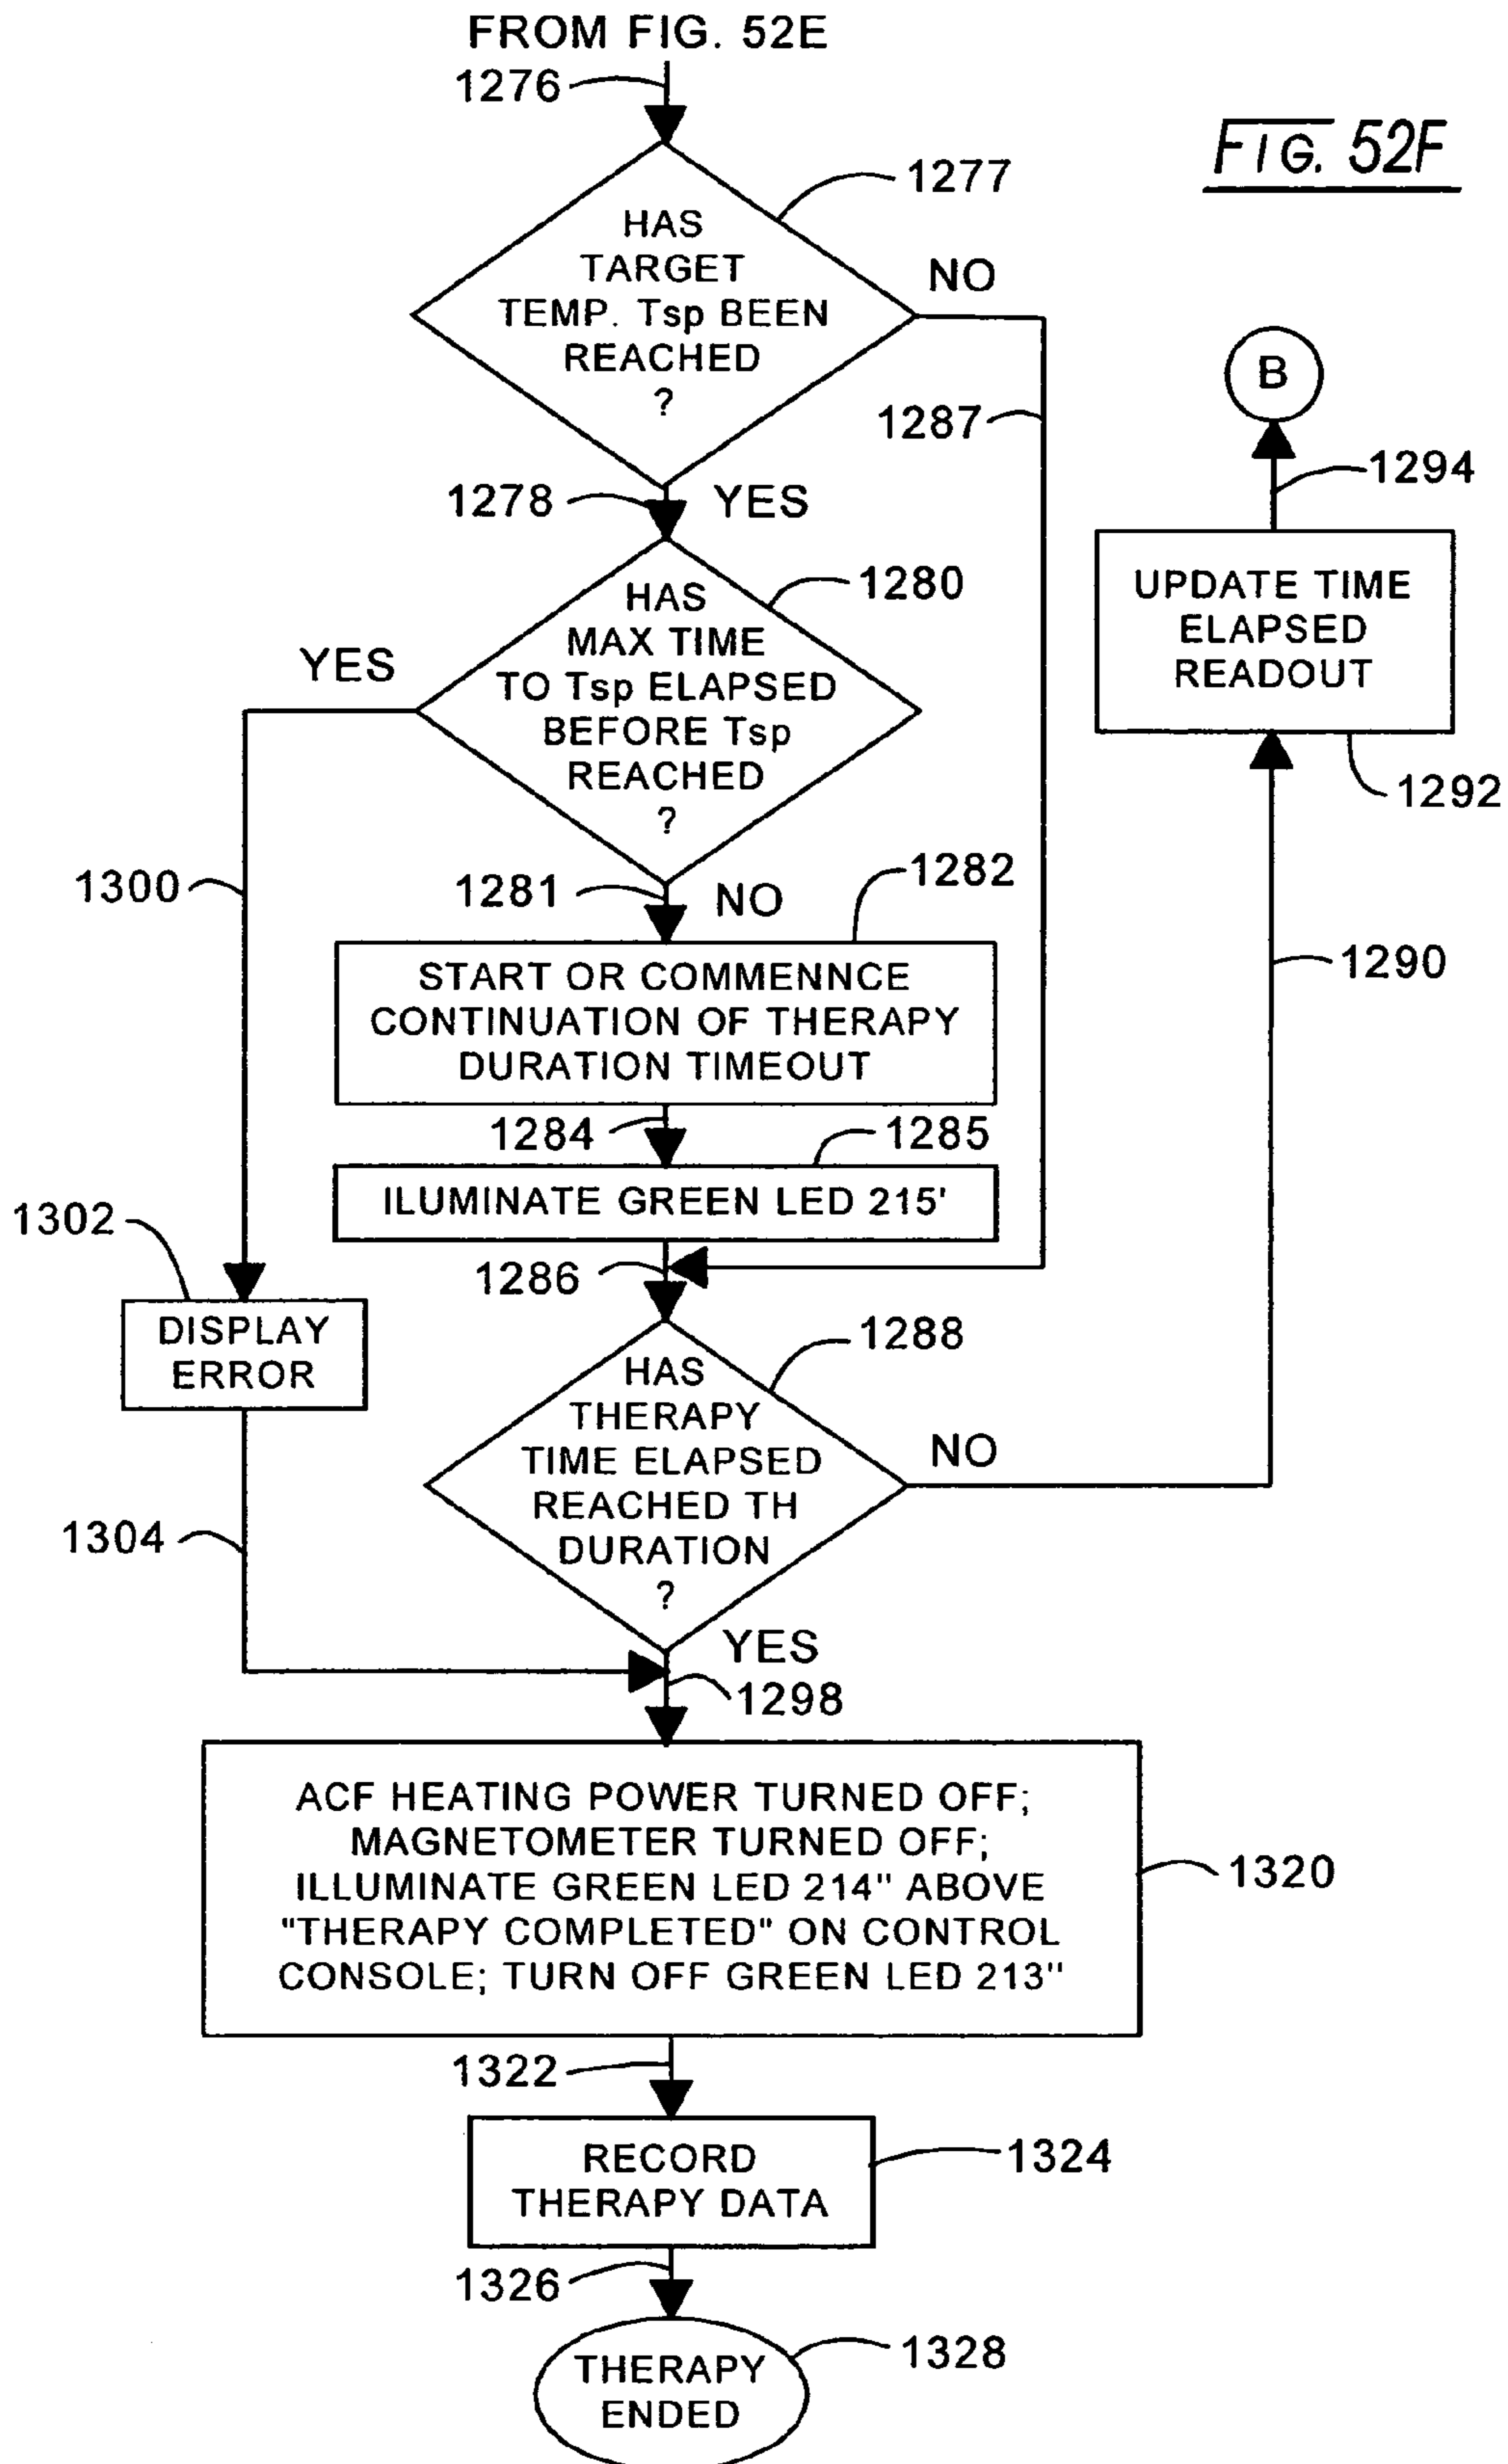 FROM FIG. 52E
1276
FIG. 52F
1277
HAS
TARGET
TEMP. Tsp BEEN
REACHED
?
NO
1287
B
1294
1278
YES
UPDATE TIME
ELAPSED
READOUT
1292
1280
HAS
MAX TIME
TO Tsp ELAPSED
BEFORE Tsp
REACHED
?
YES
1300
1281
NO
1282
1290
START OR COMMENNCE
CONTINUATION OF THERAPY
DURATION TIMEOUT
1284
1285
ILUMINATE GREEN LED 215'
1302
1286
DISPLAY
ERROR
1288
HAS
THERAPY
TIME ELAPSED
REACHED TH
DURATION
?
NO
1304
YES
1298
ACF HEATING POWER TURNED OFF;
MAGNETOMETER TURNED OFF;
ILLUMINATE GREEN LED 214" ABOVE
"THERAPY COMPLETED" ON CONTROL
CONSOLE; TURN OFF GREEN LED 213"
1320
1322
RECORD
THERAPY DATA
1324
1326
THERAPY
ENDED
1328